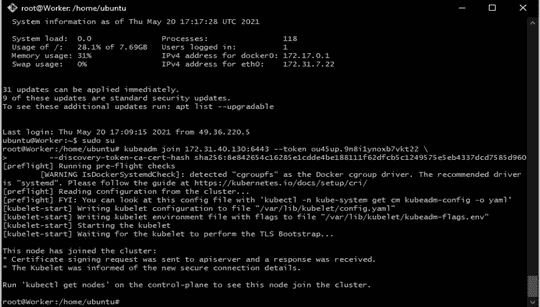 root@Worker: /home/ubuntu
System information as of Thu May 20 17:17:28 UTC 2021
System load: 0.0 Processes: 118
Usage of /: 28.1% of 7.69GB Users logged in: 1
Memory usage: 31% IPv4 address for docker0: 172.17.0.1
Swap usage: 0% IPv4 address for eth0: 172.31.7.22
31 updates can be applied immediately.
9 of these updates are standard security updates.
To see these additional updates run: apt list --upgradable
Last login: Thu May 20 17:09:15 2021 from 49.36.220.5
ubuntu@Worker:~$ sudo su
root@Worker:/home/ubuntu# kubeadm join 172.31.40.130:6443 --token ou45up.9n8i1ynoxb7vkt22 \
> --discovery-token-ca-cert-hash sha256:8e842654c16285e1cdde4be188111f62dfcb5c1239475575e5eb4337dcd7585d960
[preflight] Running pre-flight checks
[WARNING IsDockerSystemdCheck]: detected "cgroupfs" as the Docker cgroup driver. The recommended driver
is "systemd". Please follow the guide at https://kubernetes.io/docs/setup/cri/
[preflight] Reading configuration from the cluster...
[preflight] FYI: You can look at this config file with 'kubectl -n kube-system get cm kubeadm-config -o yaml'
[kubelet-start] Writing kubelet configuration to file "/var/lib/kubelet/config.yaml"
[kubelet-start] Writing kubelet environment file with flags to file "/var/lib/kubelet/kubeadm-flags.env"
[kubelet-start] Starting the kubelet
[kubelet-start] Waiting for the kubelet to perform the TLS Bootstrap...
This node has joined the cluster:
* Certificate signing request was sent to apiserver and a response was received.
* The Kubelet was informed of the new secure connection details.
Run 'kubectl get nodes' on the control-plane to see this node join the cluster.
root@Worker:/home/ubuntu#